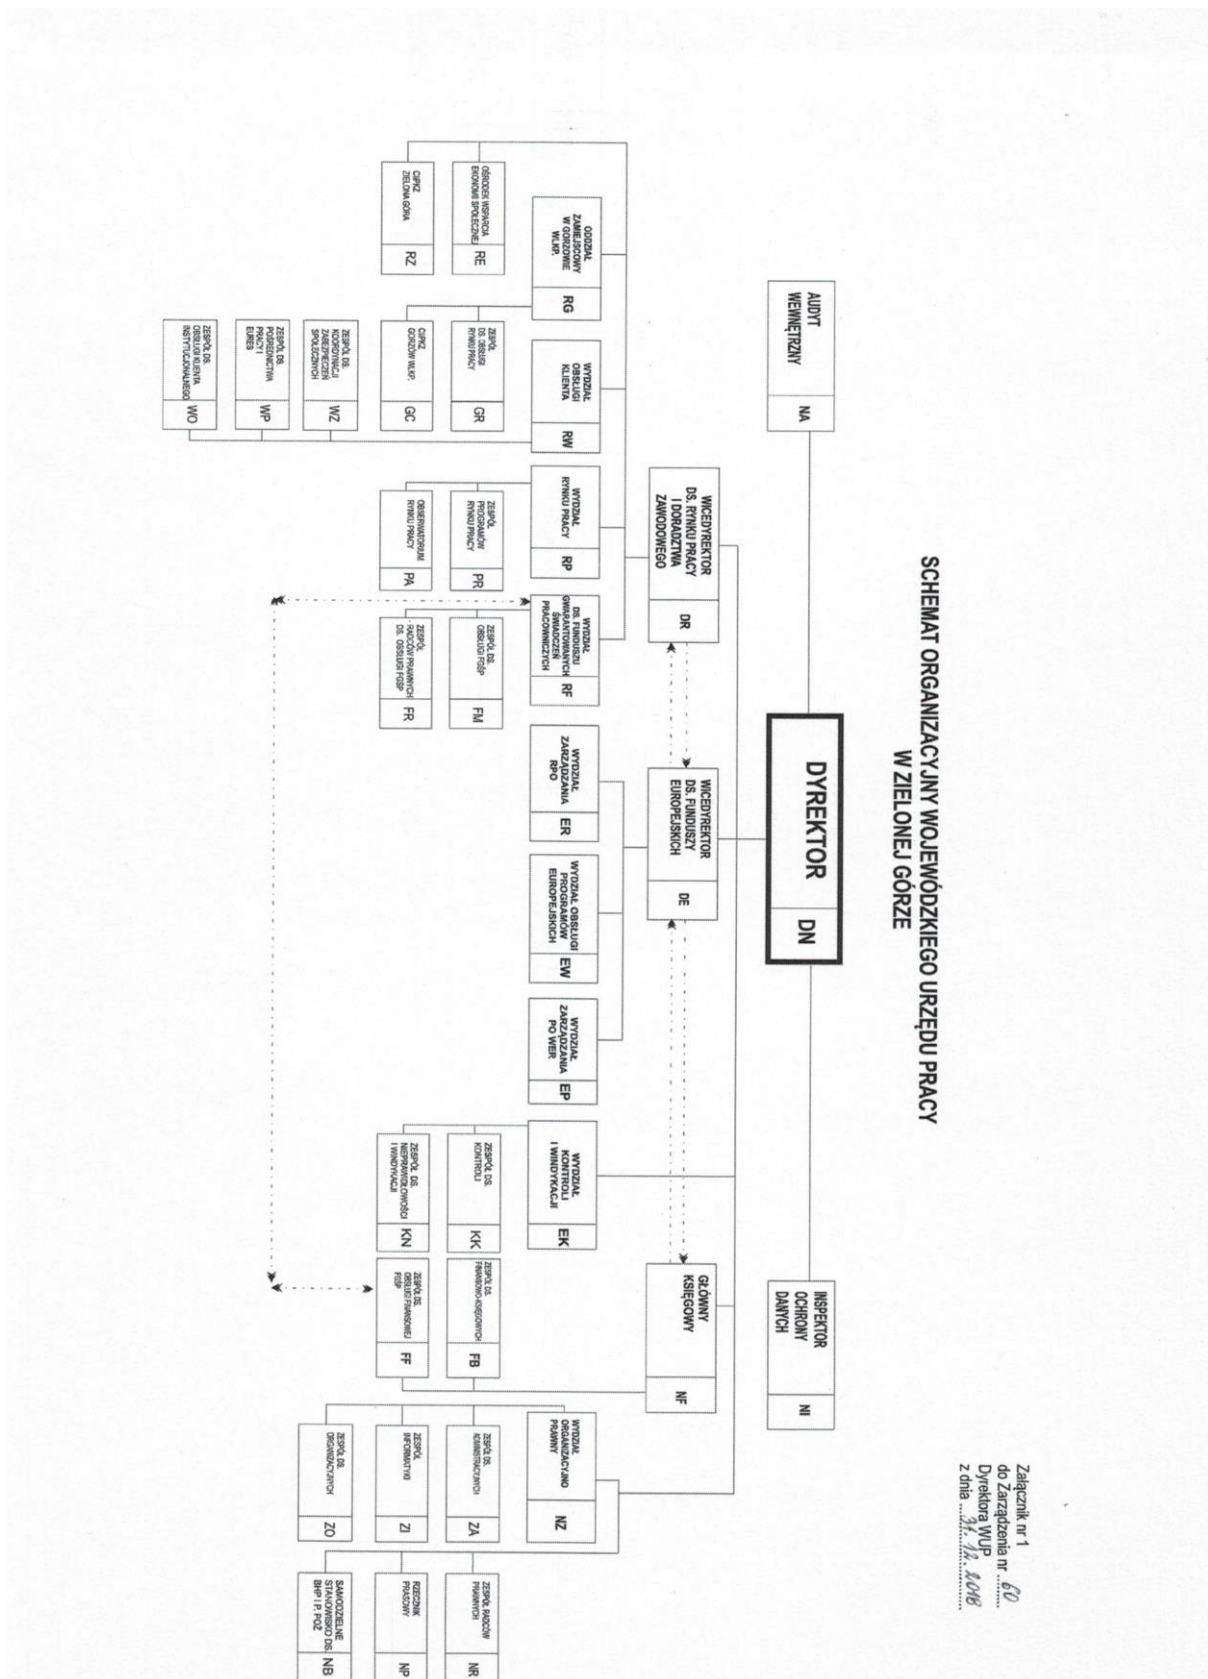 Załącznik nr 1
do Zarządzenia nr ..60......
Dyrektora WUP
z dnia ....31.12.2018......
SCHEMAT ORGANIZACYJNY WOJEWÓDZKIEGO URZĘDU PRACY
W ZIELONEJ GÓRZE
AUDYT
WEWNĘTRZNY
NA
DYREKTOR
DN
INSPEKTOR
OCHRONY
DANYCH
NI
WICEDYREKTOR
DS. RYNKU PRACY
I DORADZTWA
ZAWODOWEGO
DR
WICEDYREKTOR
DS. FUNDUSZY
EUROPEJSKICH
DE
GŁÓWNY
KSIĘGOWY
NF
ODDZIAŁ
ZAMIEJSCOWY
W GORZOWIE
WLKP.
RG
WYDZIAŁ
OBSŁUGI
KLIENTA
RW
WYDZIAŁ
RYNKU PRACY
RP
WYDZIAŁ
DS. FUNDUSZU
GWARANTOWANYCH
ŚWIADCZEŃ
PRACOWNICZYCH
RF
WYDZIAŁ
ZARZĄDZANIA
RPO
ER
WYDZIAŁ OBSŁUGI
PROGRAMÓW
EUROPEJSKICH
EW
WYDZIAŁ
ZARZĄDZANIA
PO WER
EP
WYDZIAŁ
KONTROLI
I WINDYKACJI
EK
WYDZIAŁ
ORGANIZACYJNO
PRAWNY
NZ
OŚRODEK WSPARCIA
EKONOMII SPOŁECZNEJ
RE
ZESPÓŁ
DS. OBSŁUGI
RYNKU PRACY
GR
ZESPÓŁ
PROGRAMÓW
RYNKU PRACY
PR
ZESPÓŁ DS.
OBSŁUGI FGŚP
FM
ZESPÓŁ DS.
KONTROLI
KK
ZESPÓŁ DS.
FINANSOWO-KSIĘGOWYCH
FB
ZESPÓŁ DS.
ADMINISTRACYJNYCH
ZA
ZESPÓŁ RADCÓW
PRAWNYCH
NR
CIiPKZ
ZIELONA GÓRA
RZ
CIiPKZ
GORZÓW WLKP.
GC
OBSERWATORIUM
RYNKU PRACY
PA
ZESPÓŁ
RADCÓW PRAWNYCH
DS. OBSŁUGI FGŚP
FR
ZESPÓŁ DS.
NIEPRAWIDŁOWOŚCI
I WINDYKACJI
KN
ZESPÓŁ DS.
OBSŁUGI FINANSOWEJ
FGŚP
FF
ZESPÓŁ
INFORMATYKI
ZI
RZECZNIK
PRASOWY
NP
ZESPÓŁ DS.
KOORDYNACJI
ZABEZPIECZEŃ
SPOŁECZNYCH
WZ
ZESPÓŁ DS.
ORGANIZACYJNYCH
ZO
SAMODZIELNE
STANOWISKO DS.
BHP I P. POŻ
NB
ZESPÓŁ DS.
POŚREDNICTWA
PRACY I
EURES
WP
ZESPÓŁ DS.
OBSŁUGI KLIENTA
INSTYTUCJONALNEGO
WO